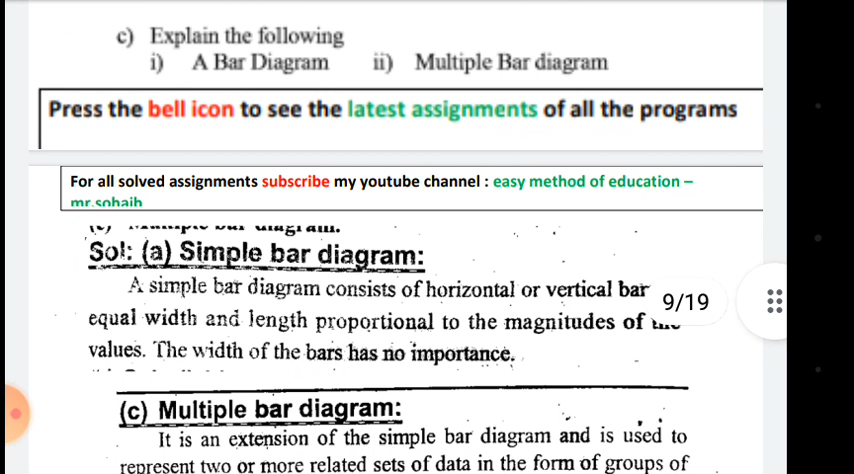 c) Explain the following
i) A Bar Diagram ii) Multiple Bar diagram
Press the bell icon to see the latest assignments of all the programs
For all solved assignments subscribe my youtube channel : easy method of education –
mr.sohaib
diagram.
Sol: (a) Simple bar diagram:
A simple bar diagram consists of horizontal or vertical bar
9/19
equal width and length proportional to the magnitudes of
values. The width of the bars has no importance.
(c) Multiple bar diagram:
It is an extension of the simple bar diagram and is used to
represent two or more related sets of data in the form of groups of